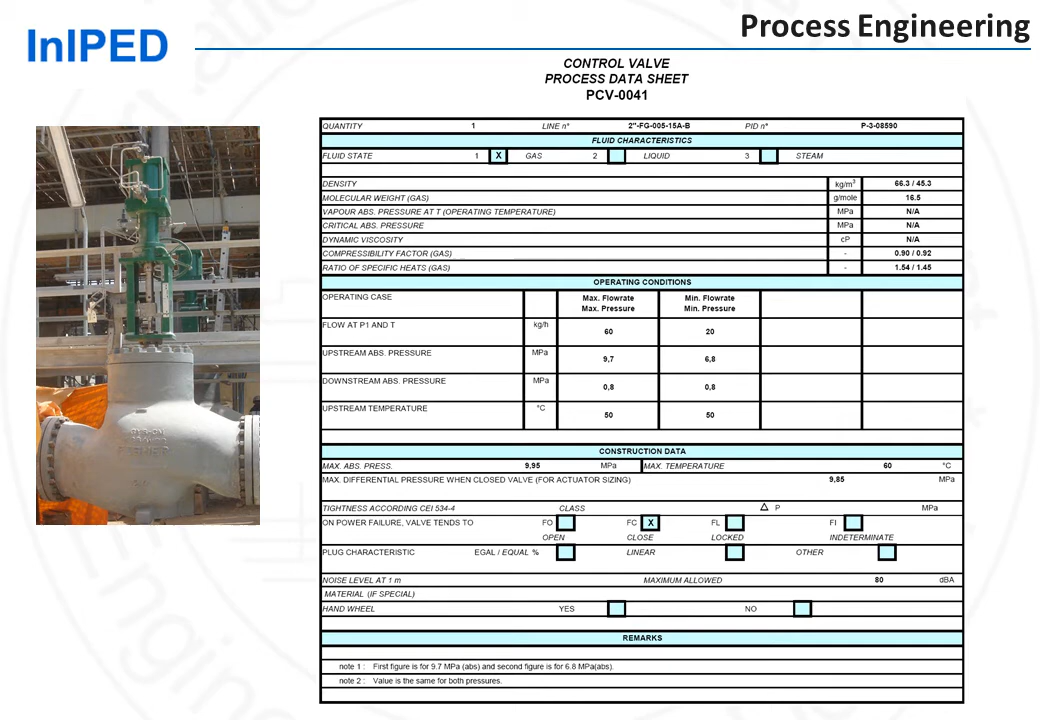 Process Engineering
InIPED
CONTROL VALVE
PROCESS DATA SHEET
PCV-0041
QUANTITY 1 LINE n° 2"-FG-005-15A-B PID n° P-3-08590
FLUID CHARACTERISTICS
FLUID STATE 1 X GAS 2 LIQUID 3 STEAM
DENSITY kg/m³ 66.3 / 45.3
MOLECULAR WEIGHT (GAS) g/mole 16.5
VAPOUR ABS. PRESSURE AT T (OPERATING TEMPERATURE) MPa N/A
CRITICAL ABS. PRESSURE MPa N/A
DYNAMIC VISCOSITY cP N/A
COMPRESSIBILITY FACTOR (GAS) - 0.90 / 0.92
RATIO OF SPECIFIC HEATS (GAS) - 1.54 / 1.45
OPERATING CONDITIONS
OPERATING CASE Max. Flowrate Min. Flowrate
Max. Pressure Min. Pressure
FLOW AT P1 AND T kg/h 60 20
UPSTREAM ABS. PRESSURE MPa 9,7 6,8
DOWNSTREAM ABS. PRESSURE MPa 0,8 0,8
UPSTREAM TEMPERATURE °C 50 50
CONSTRUCTION DATA
MAX. ABS. PRESS. 9,95 MPa MAX. TEMPERATURE 60 °C
MAX. DIFFERENTIAL PRESSURE WHEN CLOSED VALVE (FOR ACTUATOR SIZING) 9,85 MPa
TIGHTNESS ACCORDING CEI 534-4 CLASS Δ P MPa
ON POWER FAILURE, VALVE TENDS TO FO FC X FL FI
OPEN CLOSE LOCKED INDETERMINATE
PLUG CHARACTERISTIC EGAL / EQUAL % LINEAR OTHER
NOISE LEVEL AT 1 m MAXIMUM ALLOWED 80 dBA
MATERIAL (IF SPECIAL)
HAND WHEEL YES NO
REMARKS
note 1 : First figure is for 9.7 MPa (abs) and second figure is for 6.8 MPa(abs).
note 2 : Value is the same for both pressures.